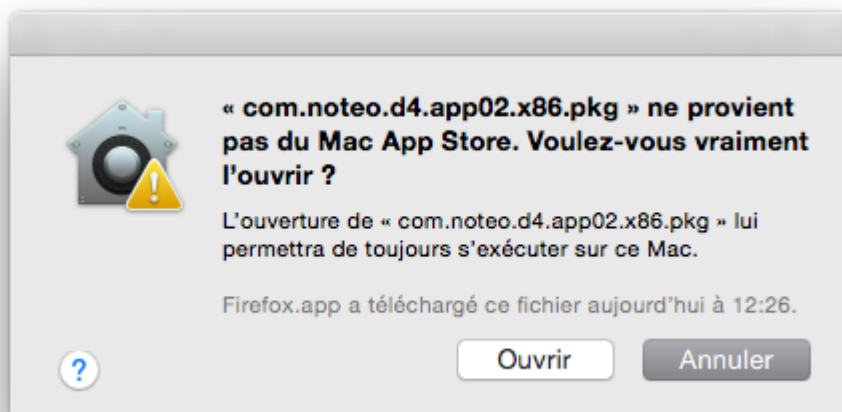 « com.noteo.d4.app02.x86.pkg » ne provient
pas du Mac App Store. Voulez-vous vraiment
l’ouvrir ?
L’ouverture de « com.noteo.d4.app02.x86.pkg » lui
permettra de toujours s’exécuter sur ce Mac.
Firefox.app a téléchargé ce fichier aujourd’hui à 12:26.
? Ouvrir Annuler